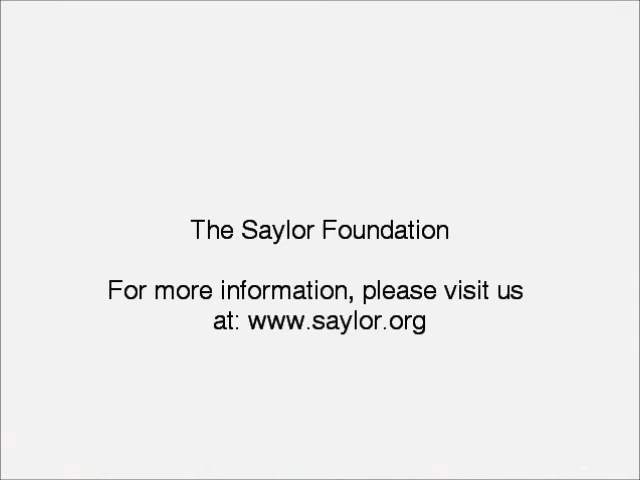 The Saylor Foundation
For more information, please visit us
at: www.saylor.org